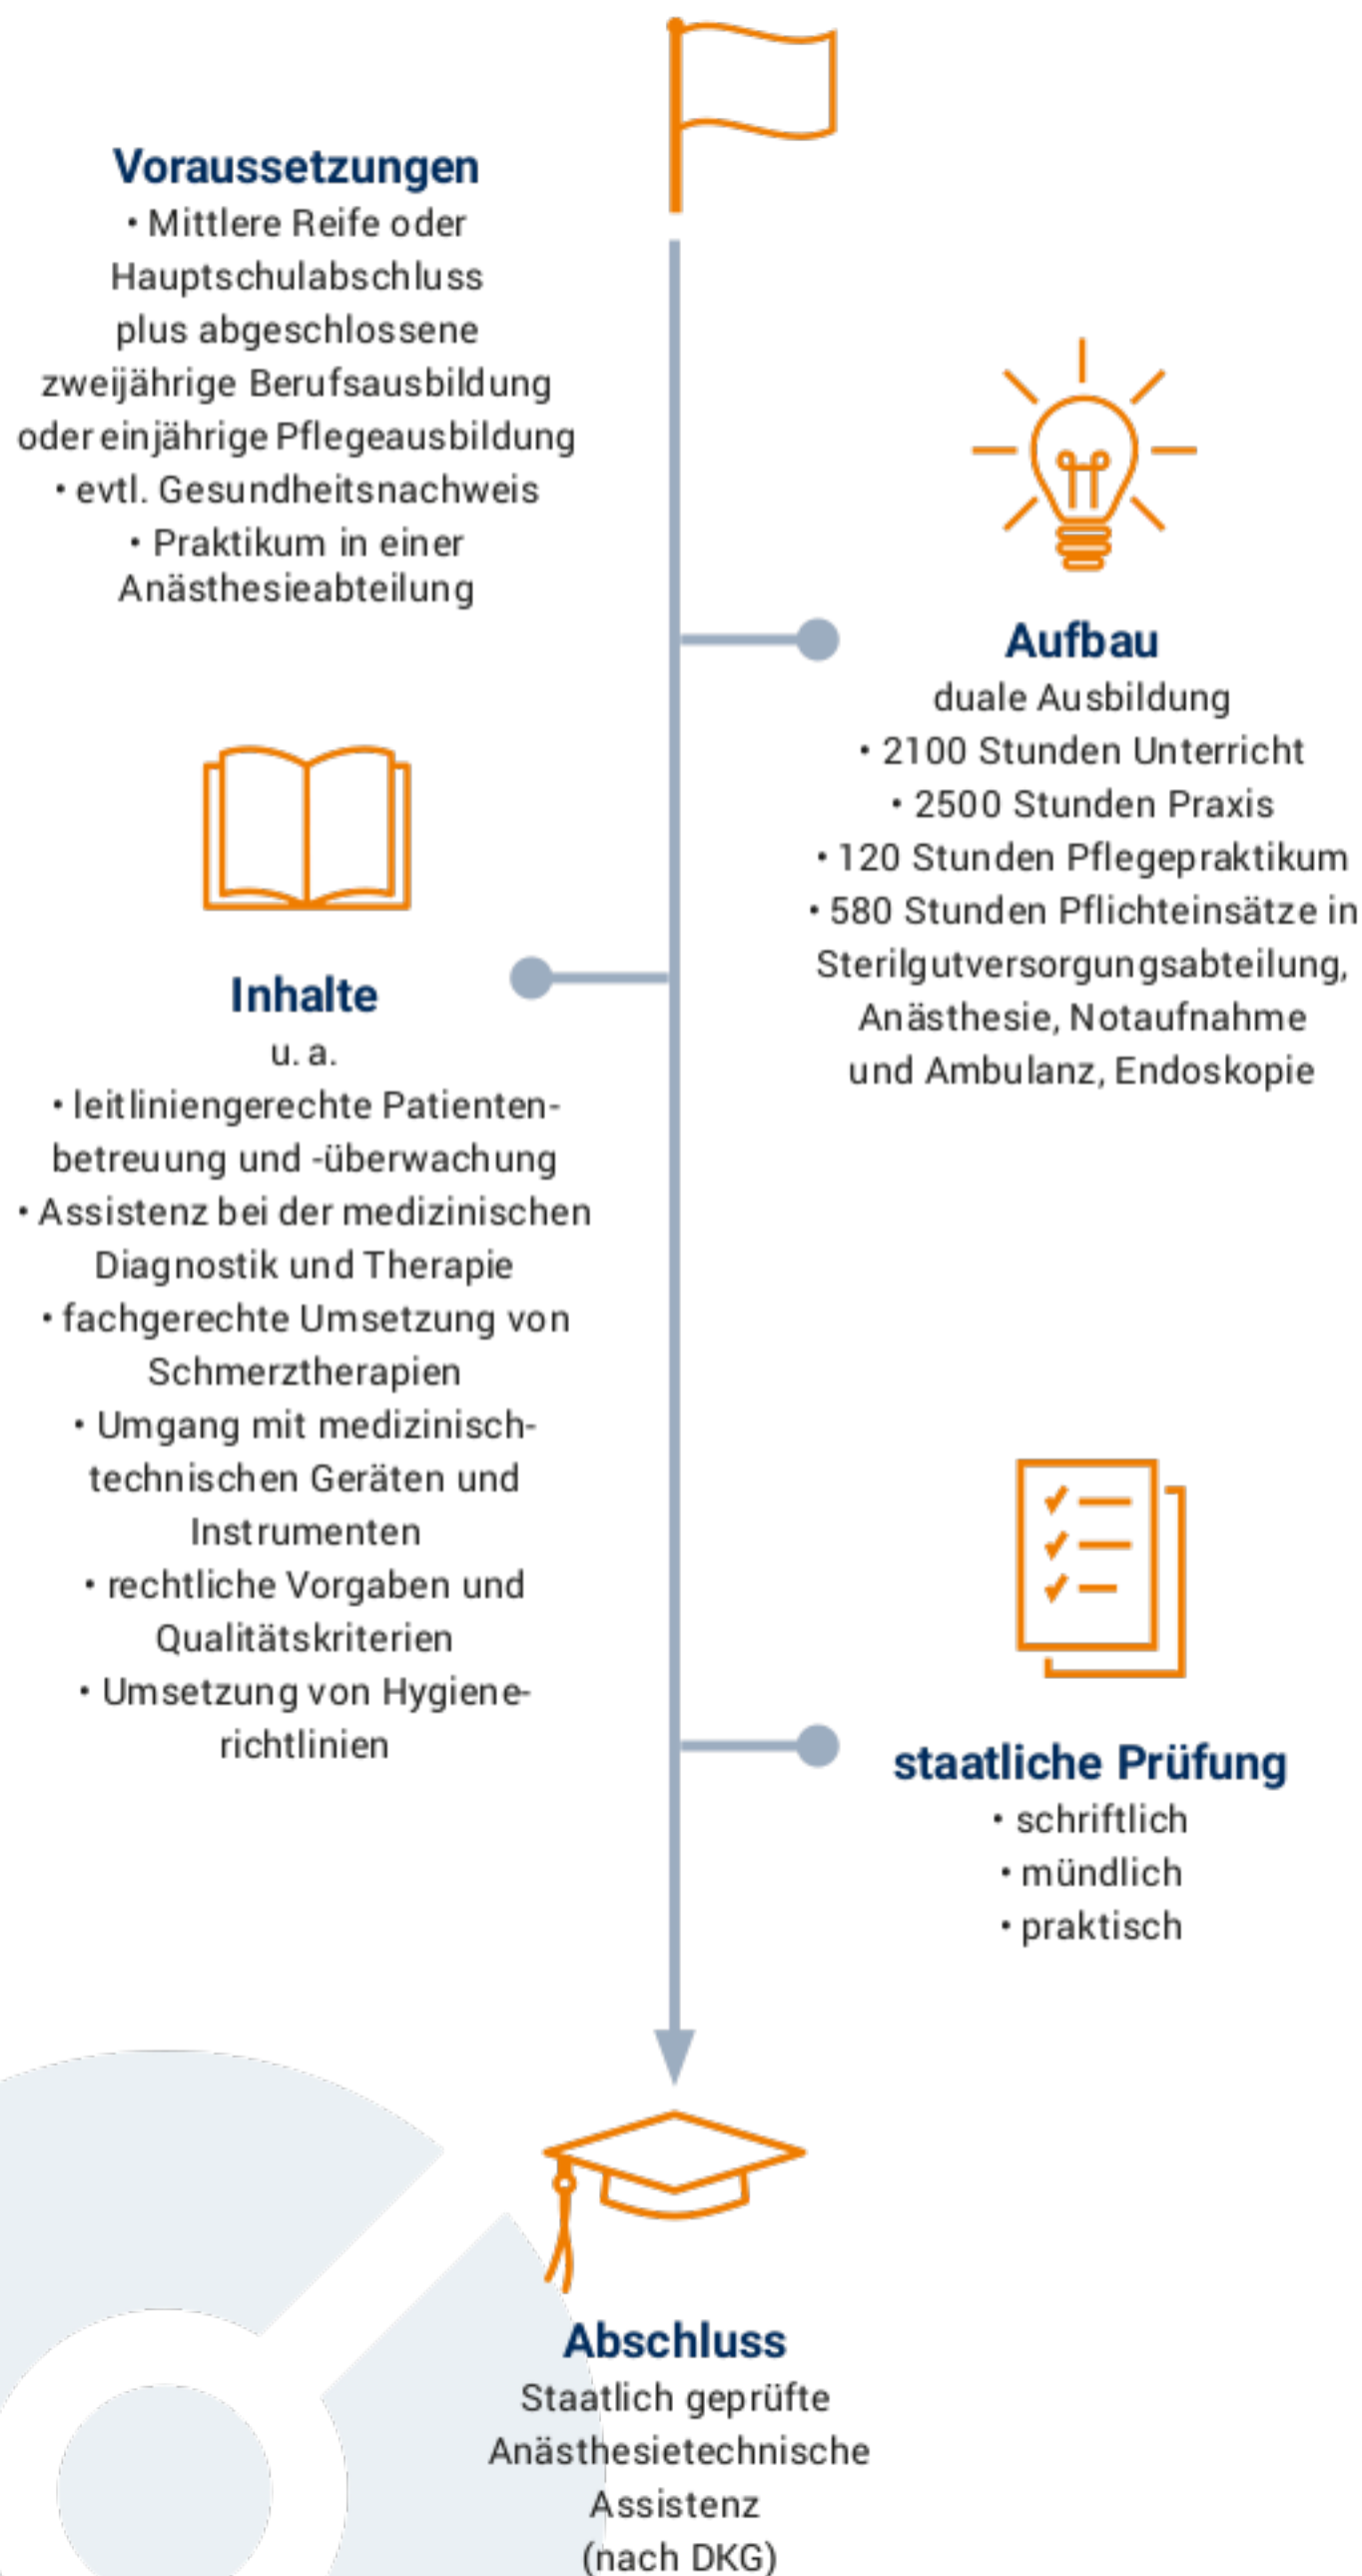 Voraussetzungen
• Mittlere Reife oder
Hauptschulabschluss
plus abgeschlossene
zweijährige Berufsausbildung
oder einjährige Pflegeausbildung
• evtl. Gesundheitsnachweis
• Praktikum in einer
Anästhesieabteilung
Aufbau
duale Ausbildung
• 2100 Stunden Unterricht
• 2500 Stunden Praxis
• 120 Stunden Pflegepraktikum
• 580 Stunden Pflichteinsätze in
Sterilgutversorgungsabteilung,
Anästhesie, Notaufnahme
und Ambulanz, Endoskopie
Inhalte
u. a.
• leitliniengerechte Patienten-
betreuung und -überwachung
• Assistenz bei der medizinischen
Diagnostik und Therapie
• fachgerechte Umsetzung von
Schmerztherapien
• Umgang mit medizinisch-
technischen Geräten und
Instrumenten
• rechtliche Vorgaben und
Qualitätskriterien
• Umsetzung von Hygiene-
richtlinien
staatliche Prüfung
• schriftlich
• mündlich
• praktisch
Abschluss
Staatlich geprüfte
Anästhesietechnische
Assistenz
(nach DKG)